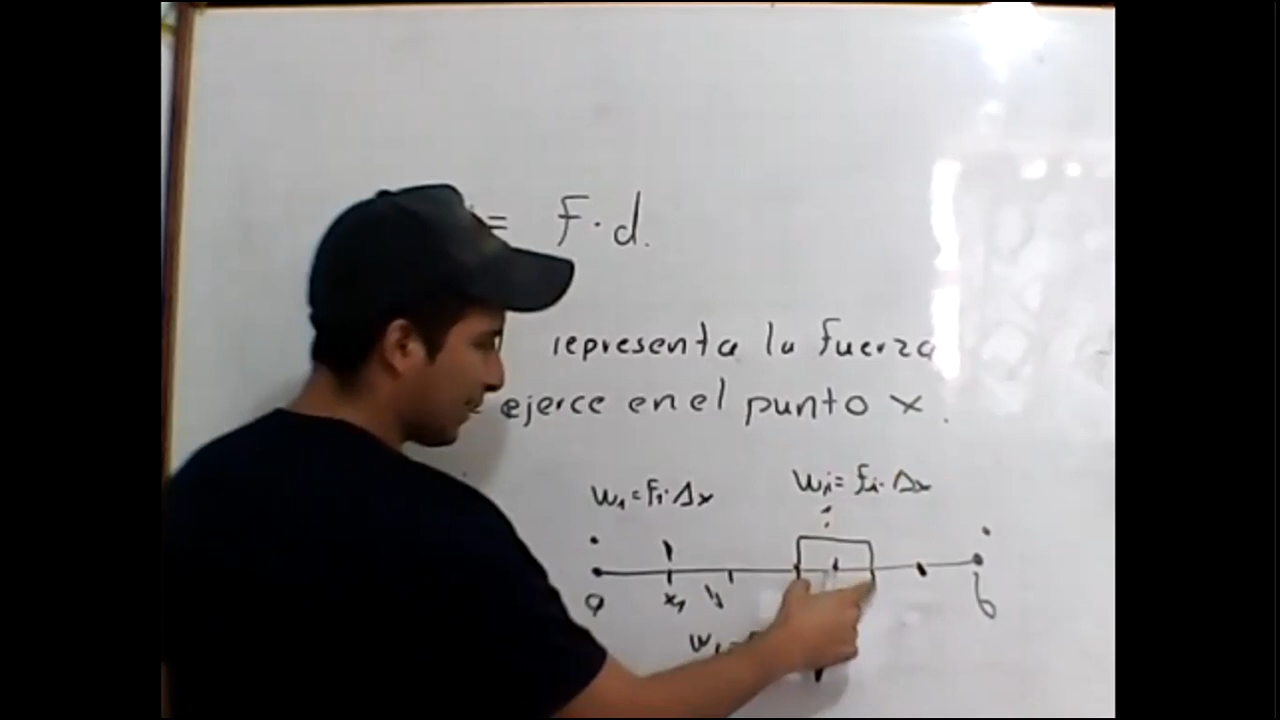 = F·d.
representa la fuerza
ejerce en el punto x.
W₁=F₁·Δx
Wi=Fi·Δx
a x₁ b